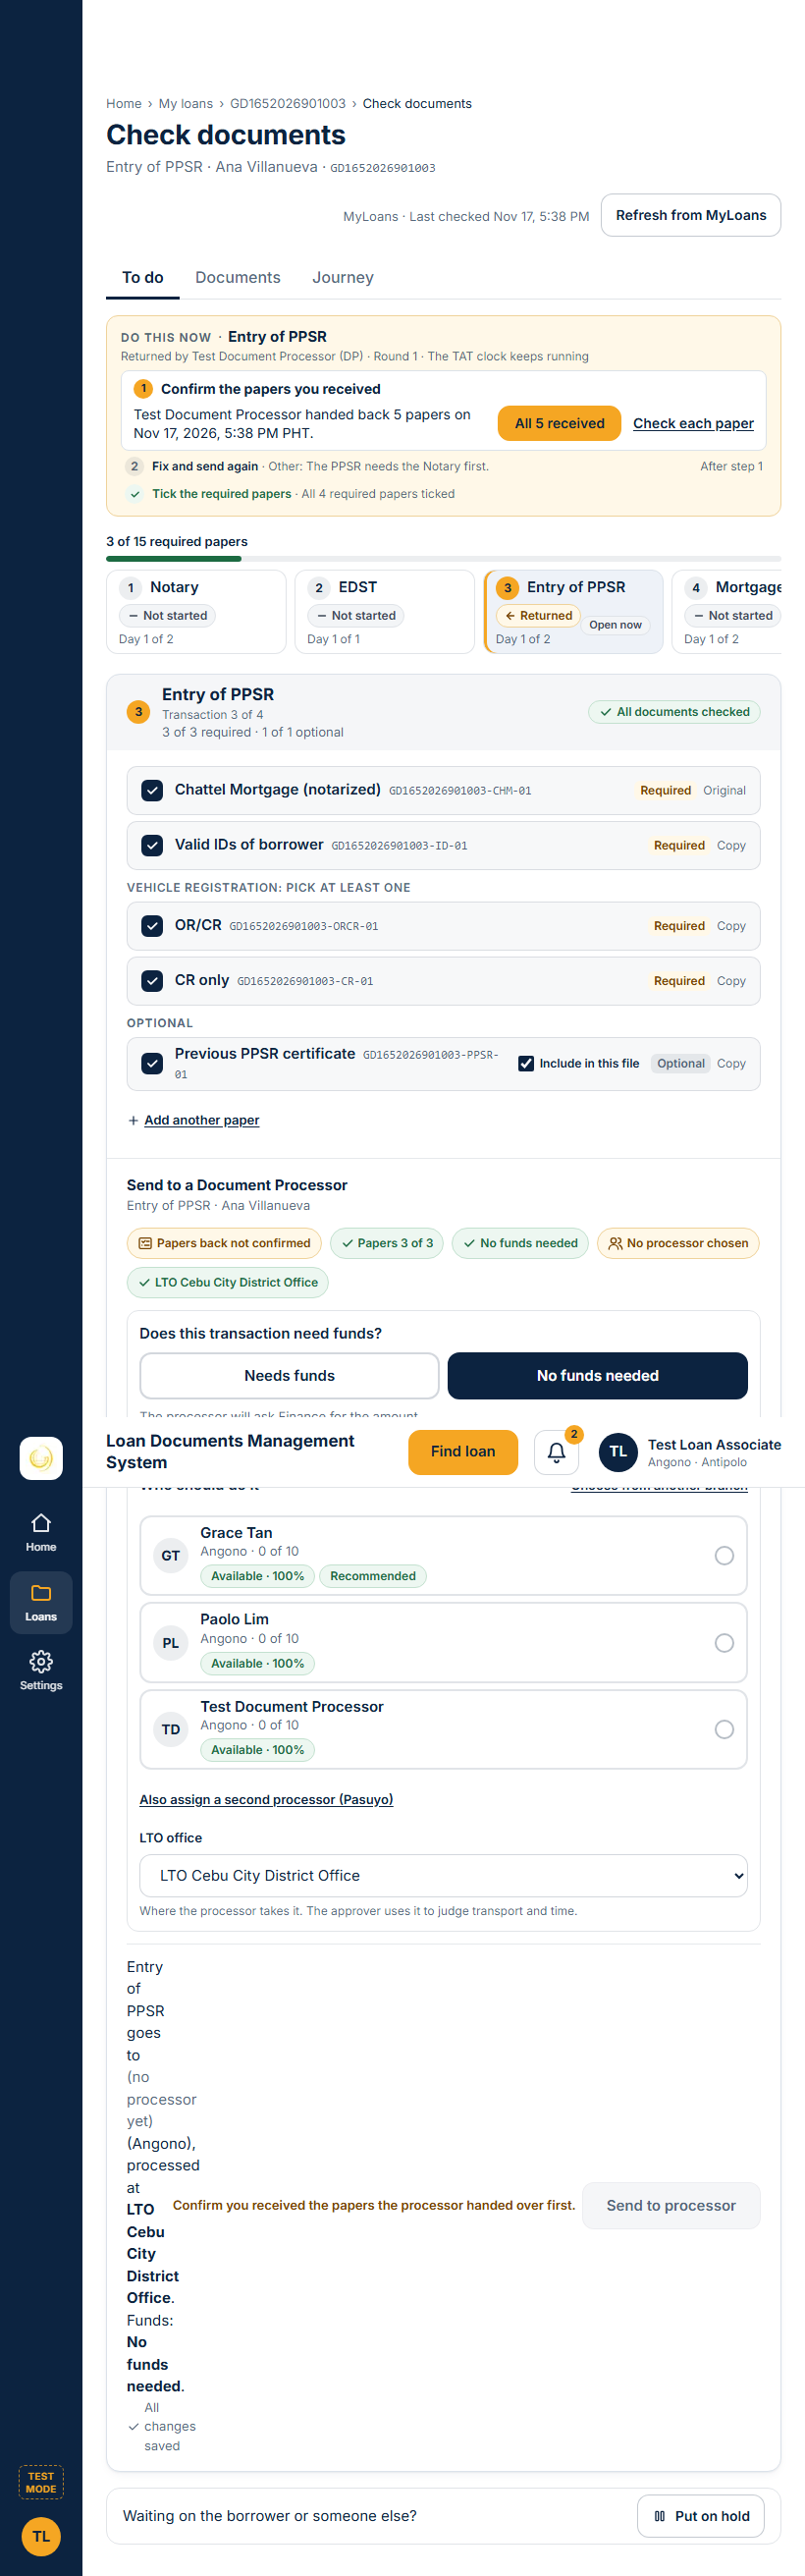 Home › My loans › GD1652026901003 › Check documents
Check documents
Entry of PPSR · Ana Villanueva · GD1652026901003
MyLoans · Last checked Nov 17, 5:38 PM
Refresh from MyLoans
To do
Documents
Journey
DO THIS NOW · Entry of PPSR
Returned by Test Document Processor (DP) · Round 1 · The TAT clock keeps running
1 Confirm the papers you received
Test Document Processor handed back 5 papers on
Nov 17, 2026, 5:38 PM PHT.
All 5 received
Check each paper
2 Fix and send again · Other: The PPSR needs the Notary first.
After step 1
Tick the required papers · All 4 required papers ticked
3 of 15 required papers
1 Notary
Not started
Day 1 of 2
2 EDST
Not started
Day 1 of 1
3 Entry of PPSR
Returned
Open now
Day 1 of 2
4 Mortgage
Not started
Day 1 of 2
3
Entry of PPSR
Transaction 3 of 4
3 of 3 required · 1 of 1 optional
All documents checked
Chattel Mortgage (notarized) GD1652026901003-CHM-01 Required Original
Valid IDs of borrower GD1652026901003-ID-01 Required Copy
VEHICLE REGISTRATION: PICK AT LEAST ONE
OR/CR GD1652026901003-ORCR-01 Required Copy
CR only GD1652026901003-CR-01 Required Copy
OPTIONAL
Previous PPSR certificate GD1652026901003-PPSR-
01
Include in this file Optional Copy
+ Add another paper
Send to a Document Processor
Entry of PPSR · Ana Villanueva
Papers back not confirmed
Papers 3 of 3
No funds needed
No processor chosen
LTO Cebu City District Office
Does this transaction need funds?
Needs funds
No funds needed
The processor will ask Finance for the amount.
Loan Documents Management
System
Find loan
2
TL
Test Loan Associate
Angono · Antipolo
Home
Loans
Settings
Who should do it
Choose from another branch
GT
Grace Tan
Angono · 0 of 10
Available · 100%
Recommended
PL
Paolo Lim
Angono · 0 of 10
Available · 100%
TD
Test Document Processor
Angono · 0 of 10
Available · 100%
Also assign a second processor (Pasuyo)
LTO office
LTO Cebu City District Office
Where the processor takes it. The approver uses it to judge transport and time.
Entry
of
PPSR
goes
to
(no
processor
yet)
(Angono),
processed
at
LTO
Cebu
City
District
Office.
Funds:
No
funds
needed.
All
changes
saved
Confirm you received the papers the processor handed over first.
Send to processor
TEST
MODE
TL
Waiting on the borrower or someone else?
Put on hold